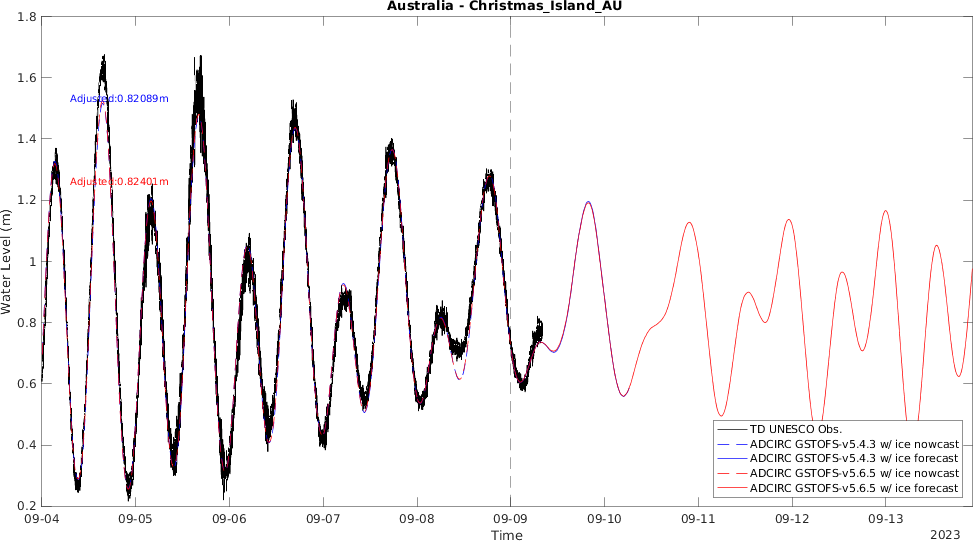 Australia - Christmas_Island_AU
Water Level (m)
1.8
1.6
1.4
1.2
1
0.8
0.6
0.4
0.2
Adjusted:0.82089m
Adjusted:0.82401m
TD UNESCO Obs.
ADCIRC GSTOFS-v5.4.3 w/ ice nowcast
ADCIRC GSTOFS-v5.4.3 w/ ice forecast
ADCIRC GSTOFS-v5.6.5 w/ ice nowcast
ADCIRC GSTOFS-v5.6.5 w/ ice forecast
09-04 09-05 09-06 09-07 09-08 09-09 09-10 09-11 09-12 09-13
Time
2023